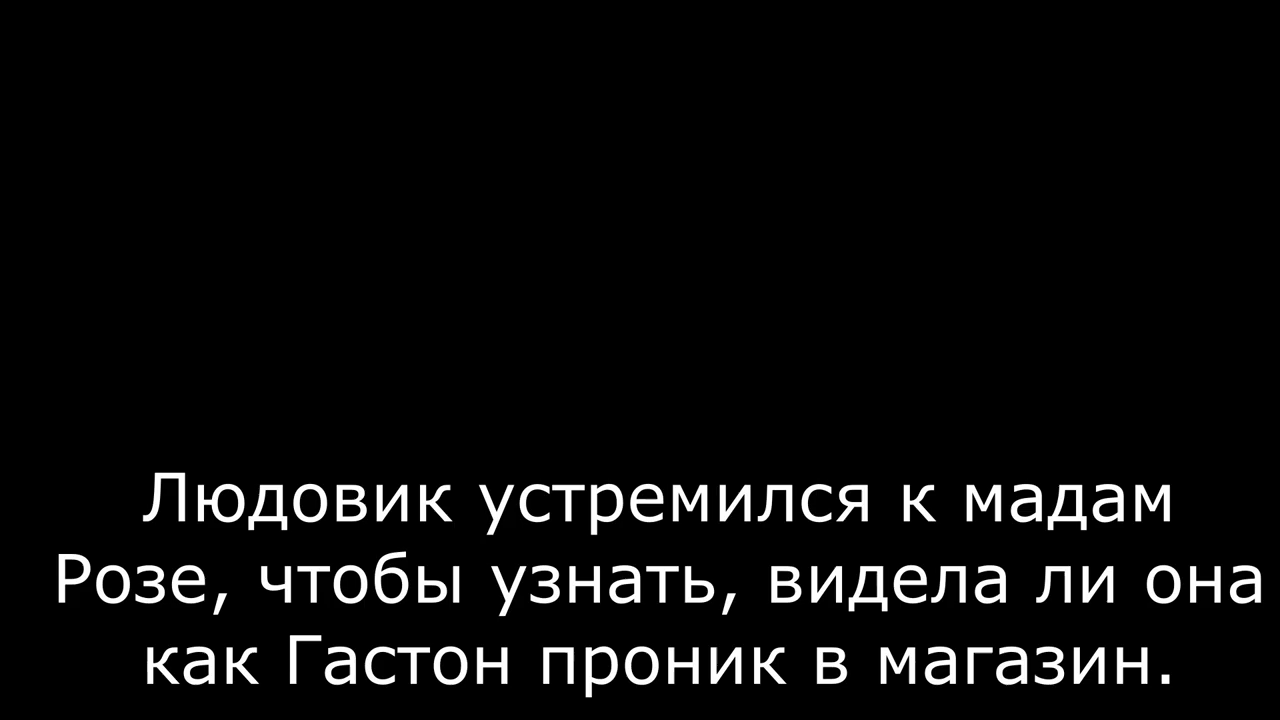 Людовик устремился к мадам
Розе, чтобы узнать, видела ли она
как Гастон проник в магазин.